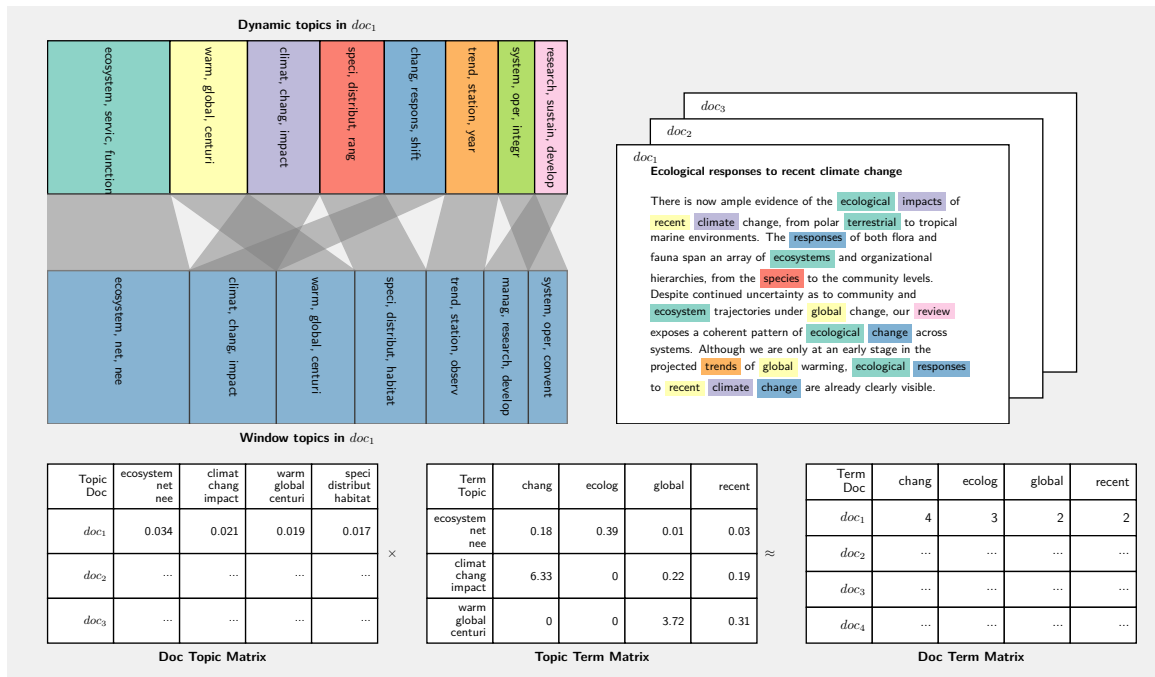 Dynamic topics in doc1
ecosystem, servic, function
warm, global, centuri
climat, chang, impact
speci, distribut, rang
chang, respons, shift
trend, station, year
system, oper, integr
research, sustain, develop
ecosystem, net, nee
climat, chang, impact
warm, global, centuri
speci, distribut, habitat
trend, station, observ
manag, research, develop
system, oper, convent
Window topics in doc1
doc3
doc2
doc1
Ecological responses to recent climate change
There is now ample evidence of the ecological impacts of
recent climate change, from polar terrestrial to tropical
marine environments. The responses of both flora and
fauna span an array of ecosystems and organizational
hierarchies, from the species to the community levels.
Despite continued uncertainty as to community and
ecosystem trajectories under global change, our review
exposes a coherent pattern of ecological change across
systems. Although we are only at an early stage in the
projected trends of global warming, ecological responses
to recent climate change are already clearly visible.
Topic Doc ecosystem net nee climat chang impact warm global centuri speci distribut habitat
doc1 0.034 0.021 0.019 0.017
doc2 ... ... ... ...
doc3 ... ... ... ...
Doc Topic Matrix
×
Term Topic chang ecolog global recent
ecosystem net nee 0.18 0.39 0.01 0.03
climat chang impact 6.33 0 0.22 0.19
warm global centuri 0 0 3.72 0.31
Topic Term Matrix
≈
Term Doc chang ecolog global recent
doc1 4 3 2 2
doc2 ... ... ... ...
doc3 ... ... ... ...
doc4 ... ... ... ...
Doc Term Matrix